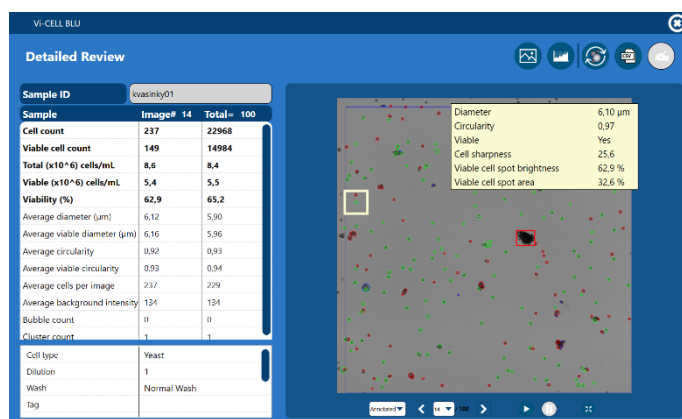 Vi-CELL BLU
Detailed Review
Sample ID kvasinky01
Sample Image# 14 Total= 100
Cell count 237 22968
Viable cell count 149 14984
Total (x10^6) cells/mL 8,6 8,4
Viable (x10^6) cells/mL 5,4 5,5
Viability (%) 62,9 65,2
Average diameter (μm) 6,12 5,90
Average viable diameter (μm) 6,16 5,96
Average circularity 0,92 0,93
Average viable circularity 0,93 0,94
Average cells per image 237 229
Average background intensity 134 134
Bubble count 0 0
Cluster count 1 1
Cell type Yeast
Dilution 1
Wash Normal Wash
Tag
Diameter 6,10 μm
Circularity 0,97
Viable Yes
Cell sharpness 25,6
Viable cell spot brightness 62,9 %
Viable cell spot area 32,6 %
Annotated 14 / 100
CSV